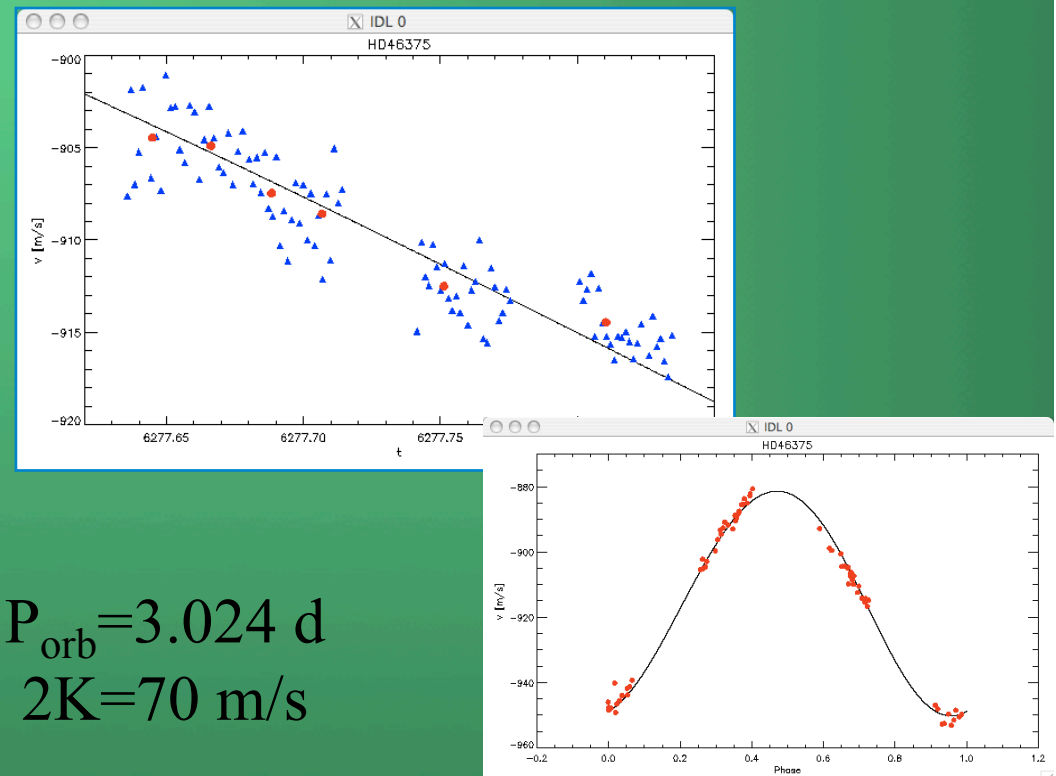 IDL 0
HD46375
-900
-905
-910
-915
-920
v [m/s]
6277.65 6277.70 6277.75
t
IDL 0
HD46375
-880
-900
-920
-940
-960
v [m/s]
-0.2 0.0 0.2 0.4 0.6 0.8 1.0 1.2
Phase
Porb=3.024 d
2K=70 m/s